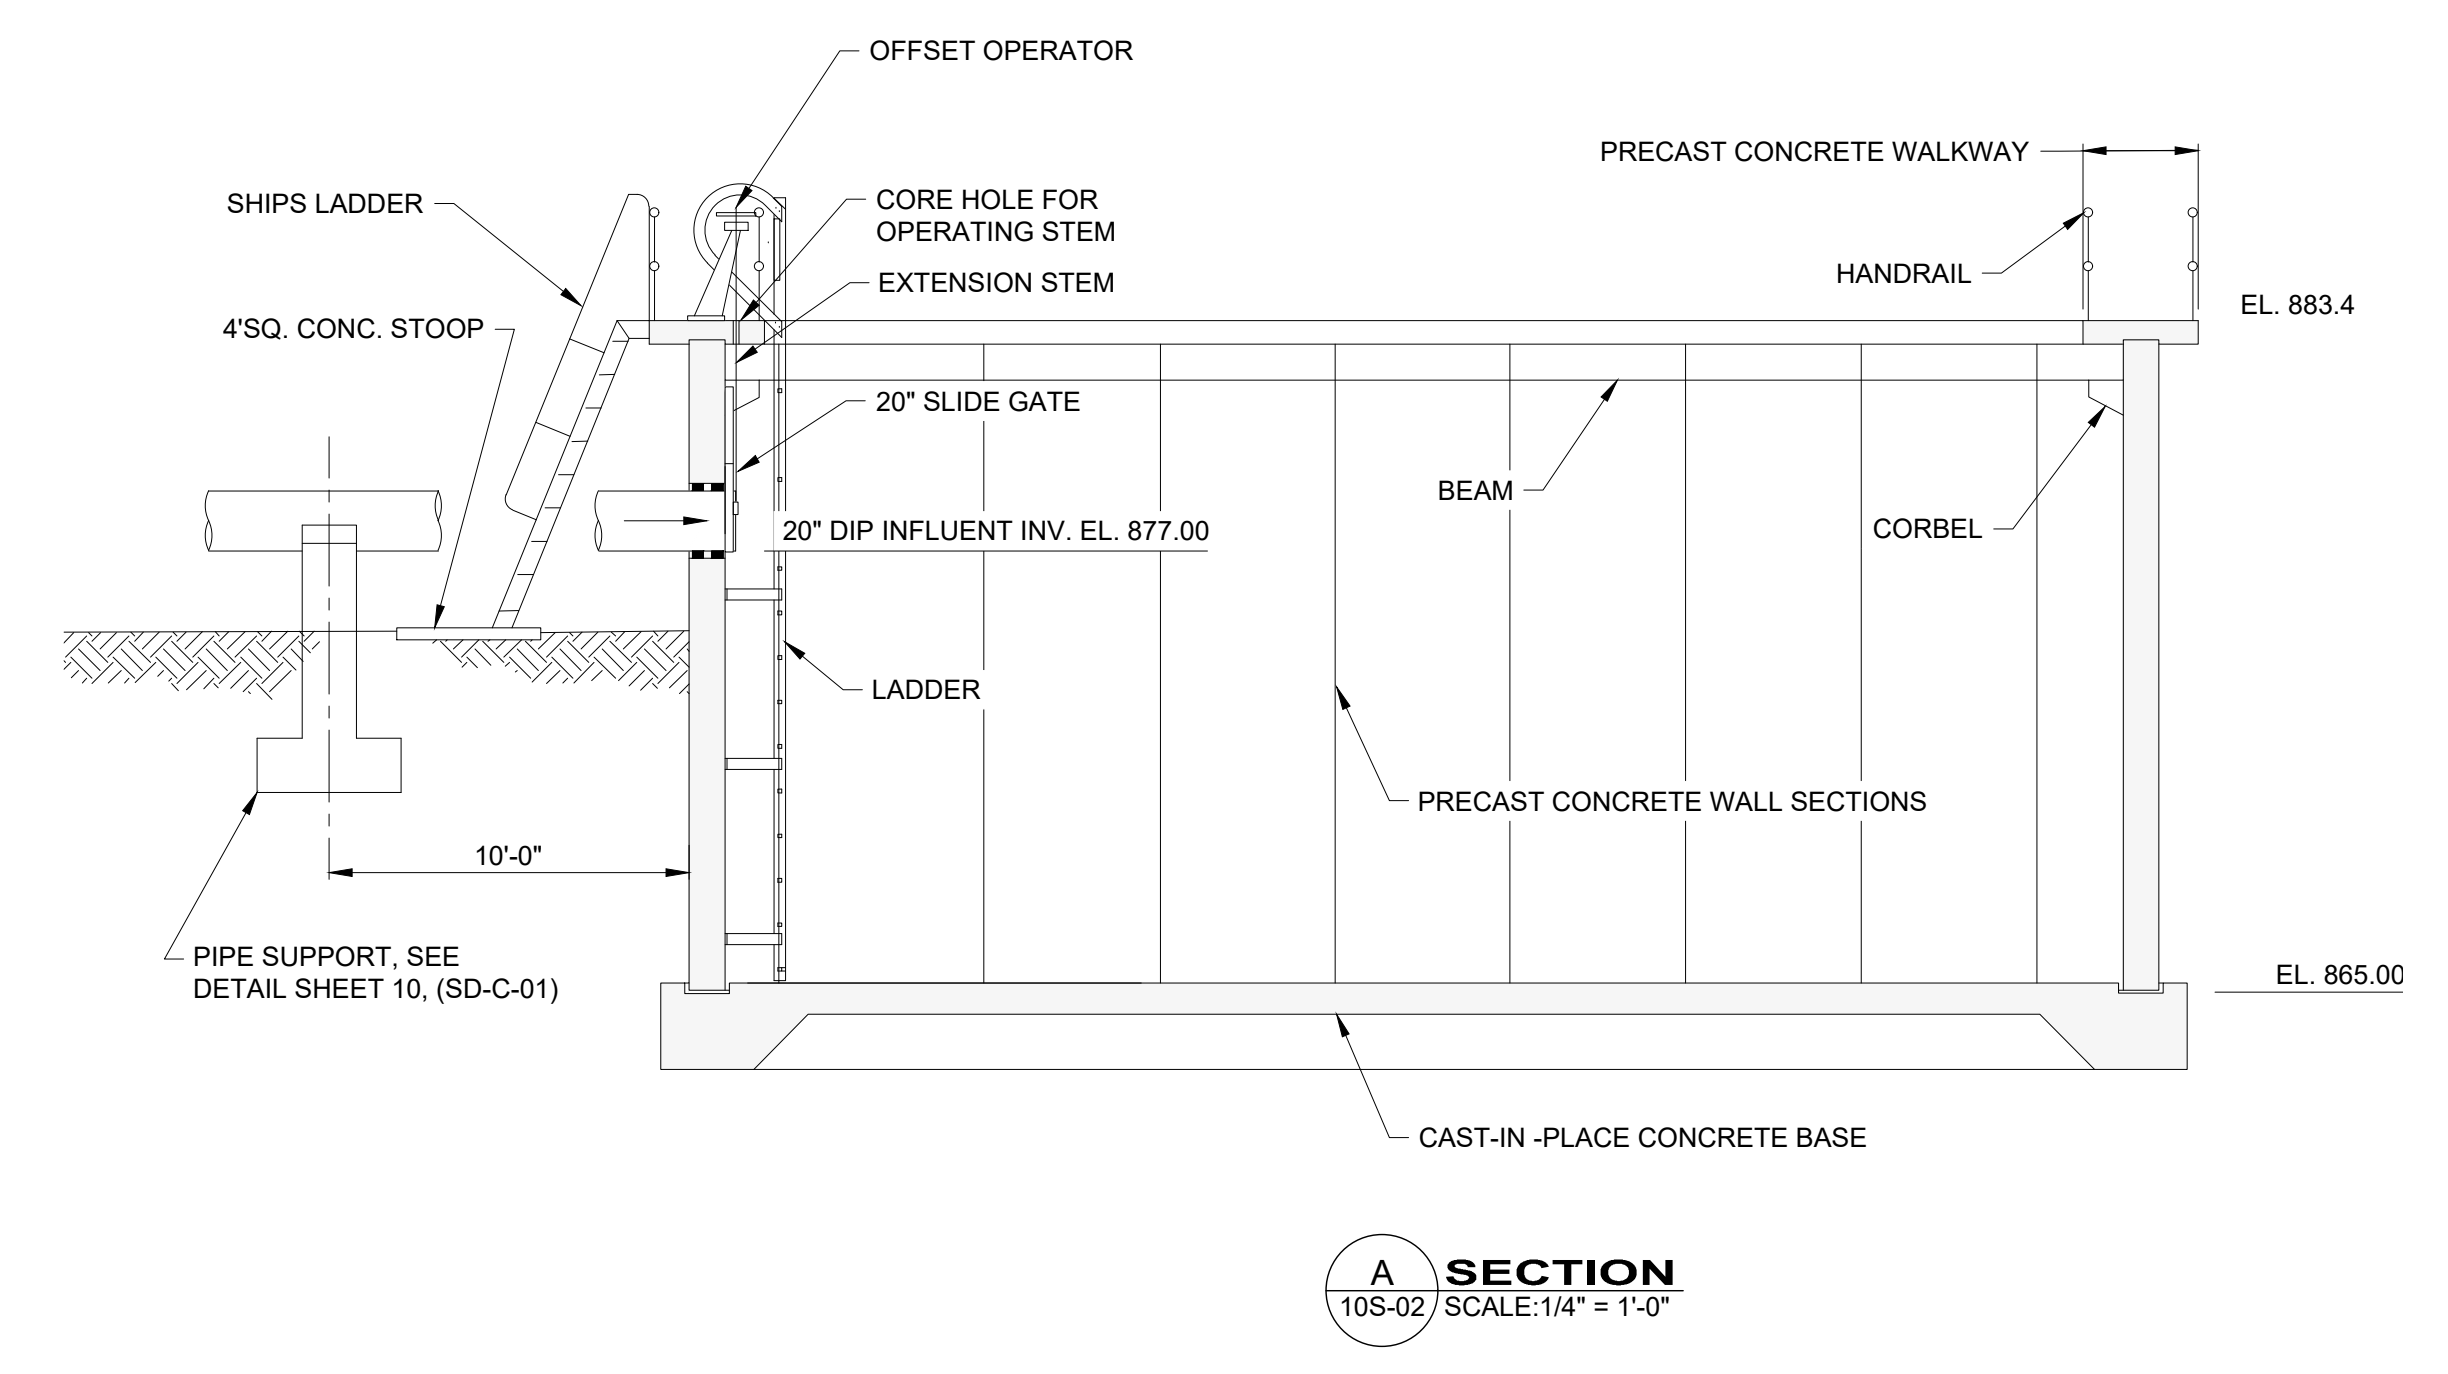 OFFSET OPERATOR
PRECAST CONCRETE WALKWAY
SHIPS LADDER
CORE HOLE FOR
OPERATING STEM
HANDRAIL
EXTENSION STEM
EL. 883.4
4'SQ. CONC. STOOP
20" SLIDE GATE
BEAM
CORBEL
20" DIP INFLUENT INV. EL. 877.00
LADDER
PRECAST CONCRETE WALL SECTIONS
10'-0"
PIPE SUPPORT, SEE
DETAIL SHEET 10, (SD-C-01)
EL. 865.00
CAST-IN -PLACE CONCRETE BASE
A
SECTION
10S-02
SCALE:1/4" = 1'-0"